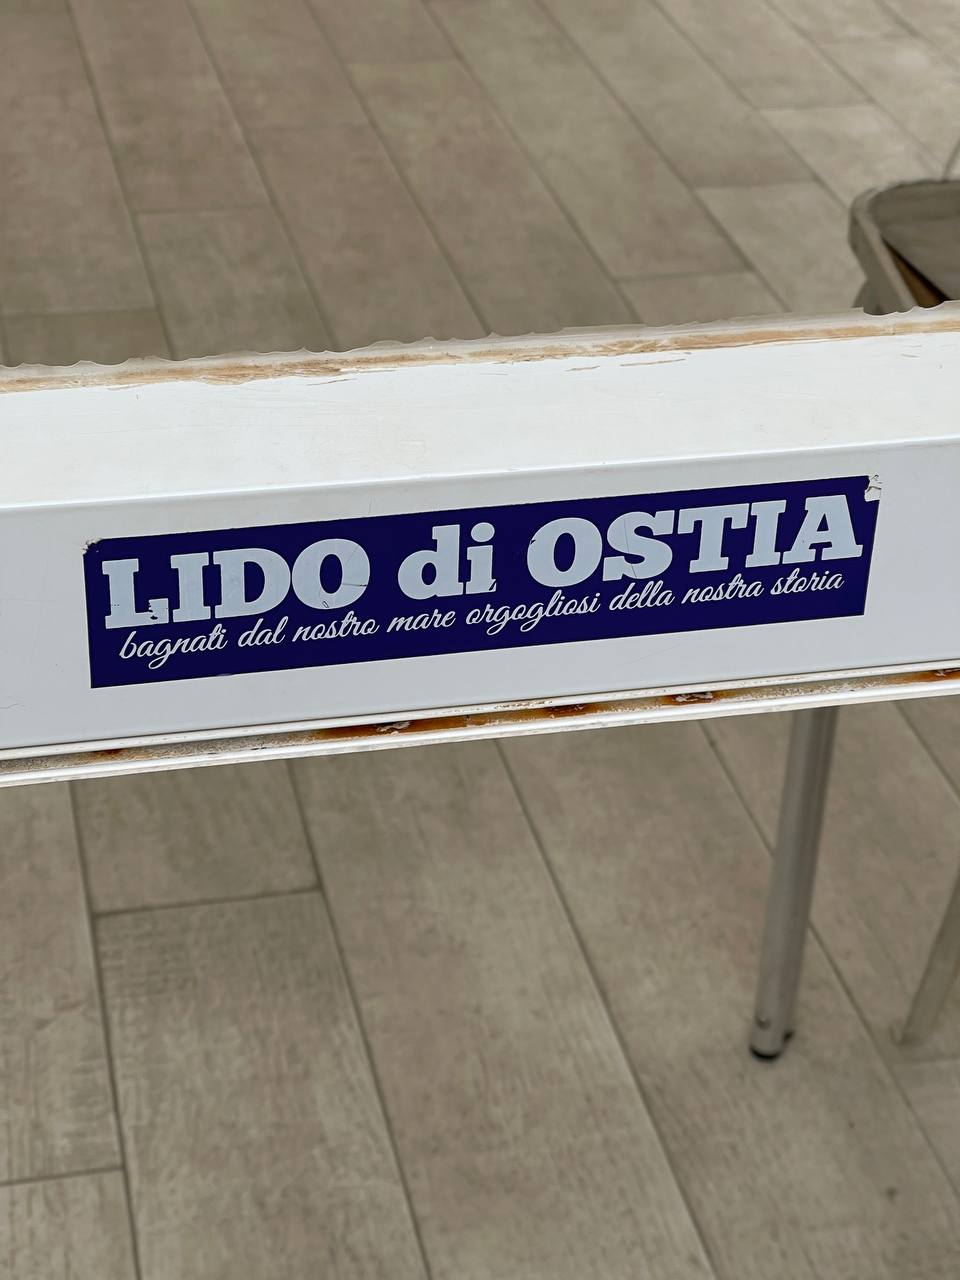 LIDO di OSTIA
bagnati dal nostro mare orgogliosi della nostra storia